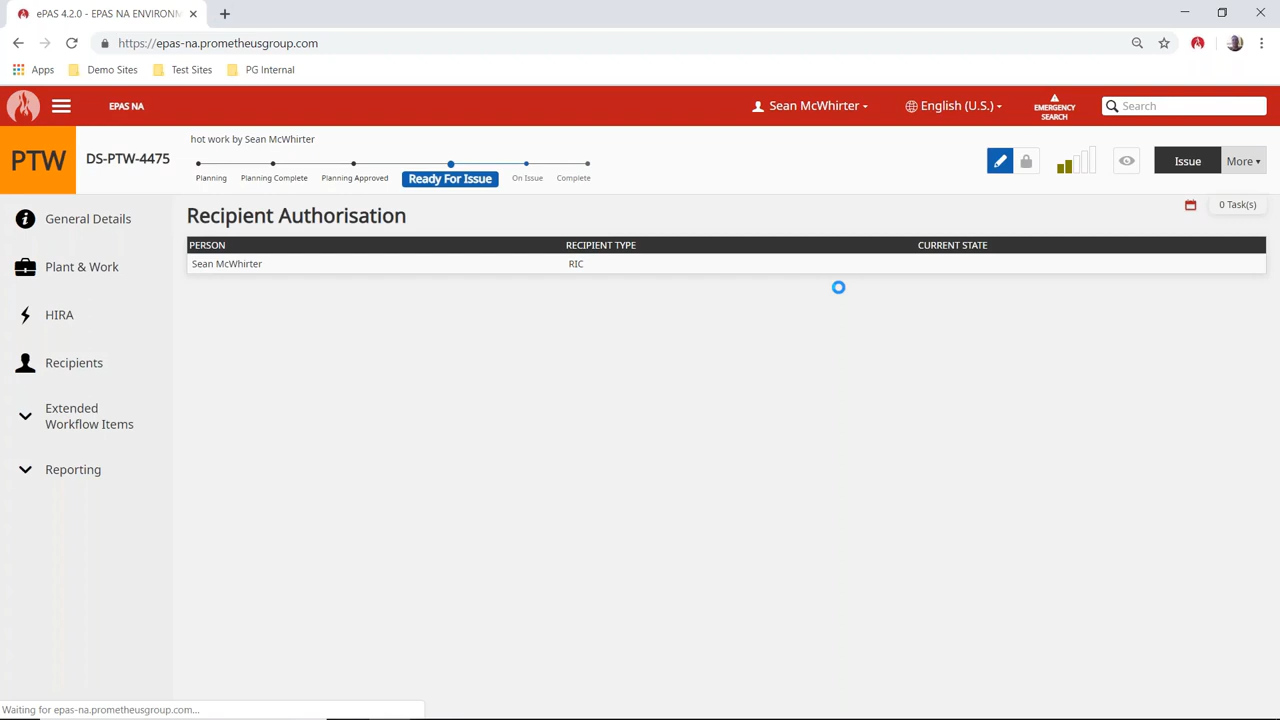 ePAS 4.2.0 - EPAS NA ENVIRON
https://epas-na.prometheusgroup.com
Apps
Demo Sites
Test Sites
PG Internal
EPAS NA
Sean McWhirter
English (U.S.)
EMERGENCY
SEARCH
Search
PTW
DS-PTW-4475
hot work by Sean McWhirter
Planning
Planning Complete
Planning Approved
Ready For Issue
On Issue
Complete
Issue
More
General Details
Plant & Work
HIRA
Recipients
Extended
Workflow Items
Reporting
Recipient Authorisation
0 Task(s)
PERSON RECIPIENT TYPE CURRENT STATE
Sean McWhirter RIC
Waiting for epas-na.prometheusgroup.com...